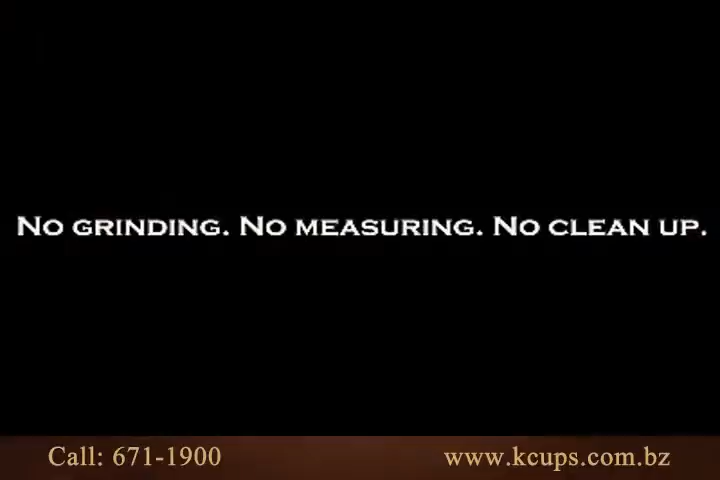 No grinding. No measuring. No clean up.
Call: 671-1900
www.kcups.com.bz